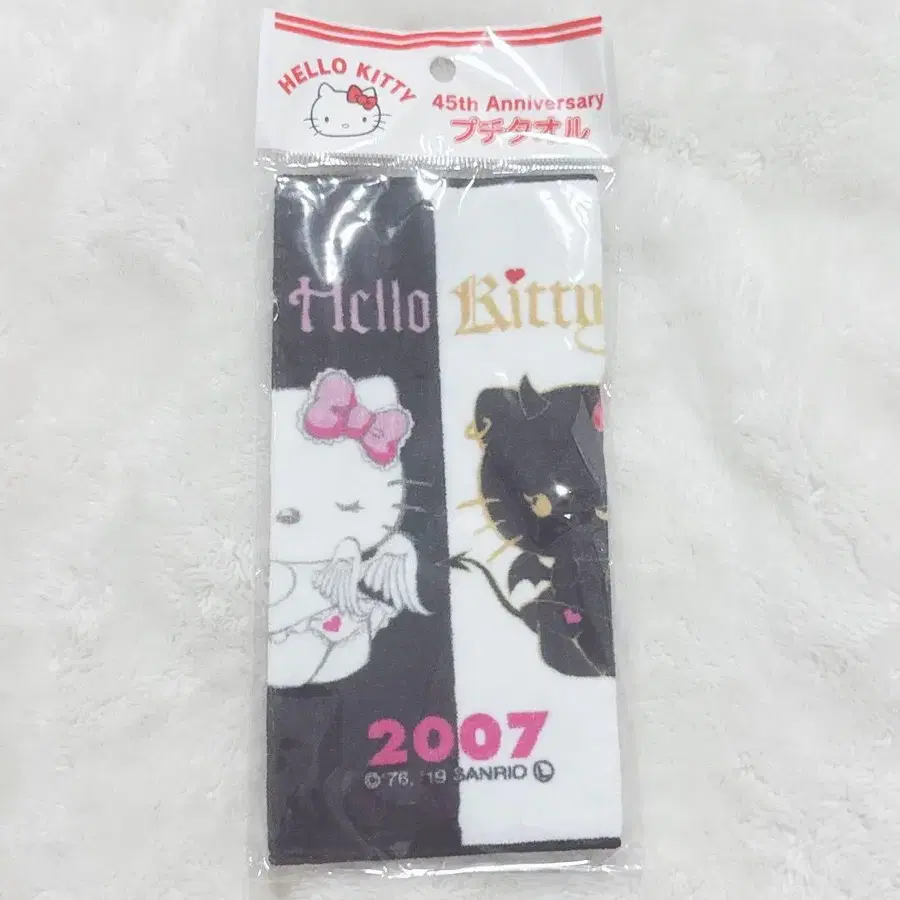 HELLO KITTY
45th Anniversary
プチタオル
Hello Kitty
2007
©'76, '19 SANRIO Ⓛ